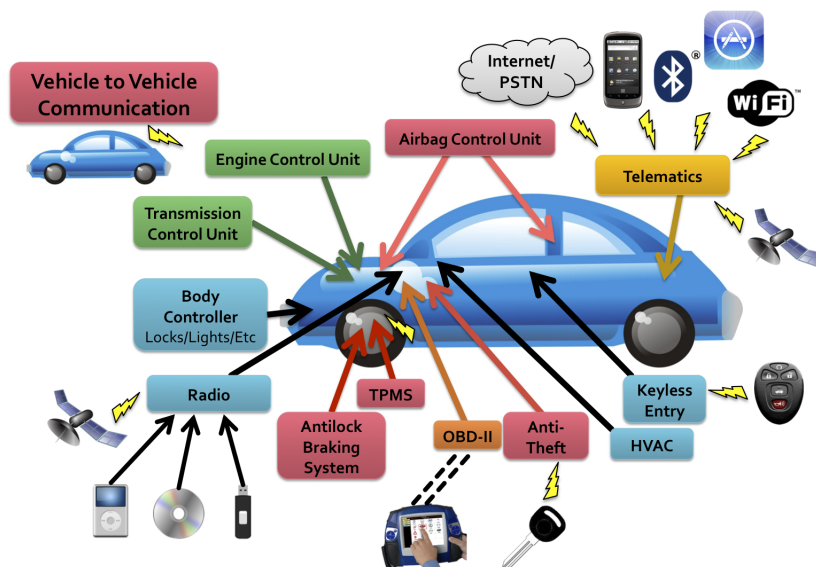 Internet/
PSTN
®
Wi Fi™
Vehicle to Vehicle
Communication
Airbag Control Unit
Engine Control Unit
Telematics
Transmission
Control Unit
Body
Controller
Locks/Lights/Etc
Radio
TPMS
Keyless
Entry
Antilock
Braking
System
OBD-II
Anti-
Theft
HVAC